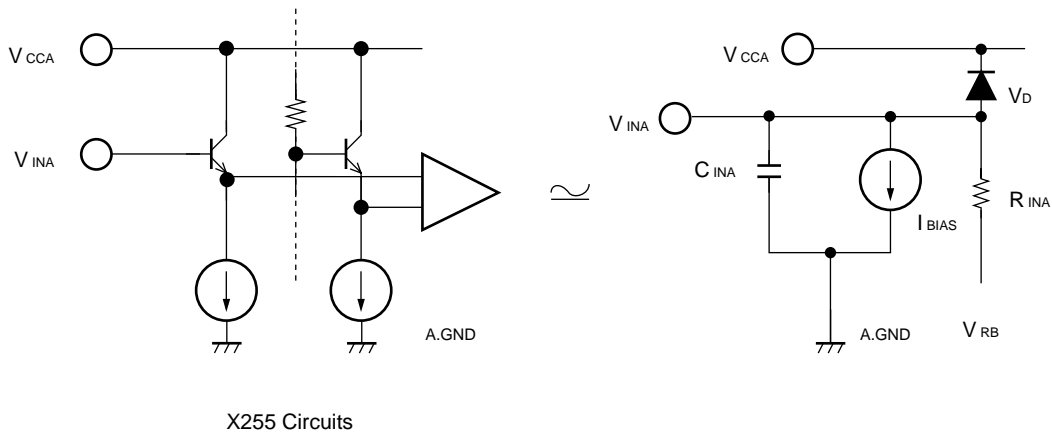 V CCA
V INA
A.GND
X255 Circuits
V CCA
V D
V INA
C INA
I BIAS
R INA
A.GND
V RB